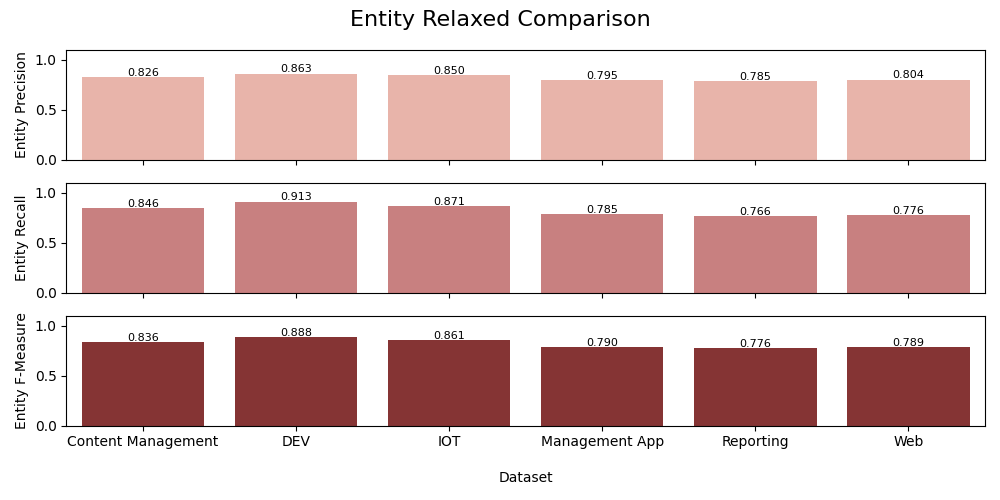 Entity Relaxed Comparison
Entity Precision
1.0
0.5
0.0
0.826
0.863
0.850
0.795
0.785
0.804
Entity Recall
1.0
0.5
0.0
0.846
0.913
0.871
0.785
0.766
0.776
Entity F-Measure
1.0
0.5
0.0
0.836
0.888
0.861
0.790
0.776
0.789
Content Management
DEV
IOT
Management App
Reporting
Web
Dataset